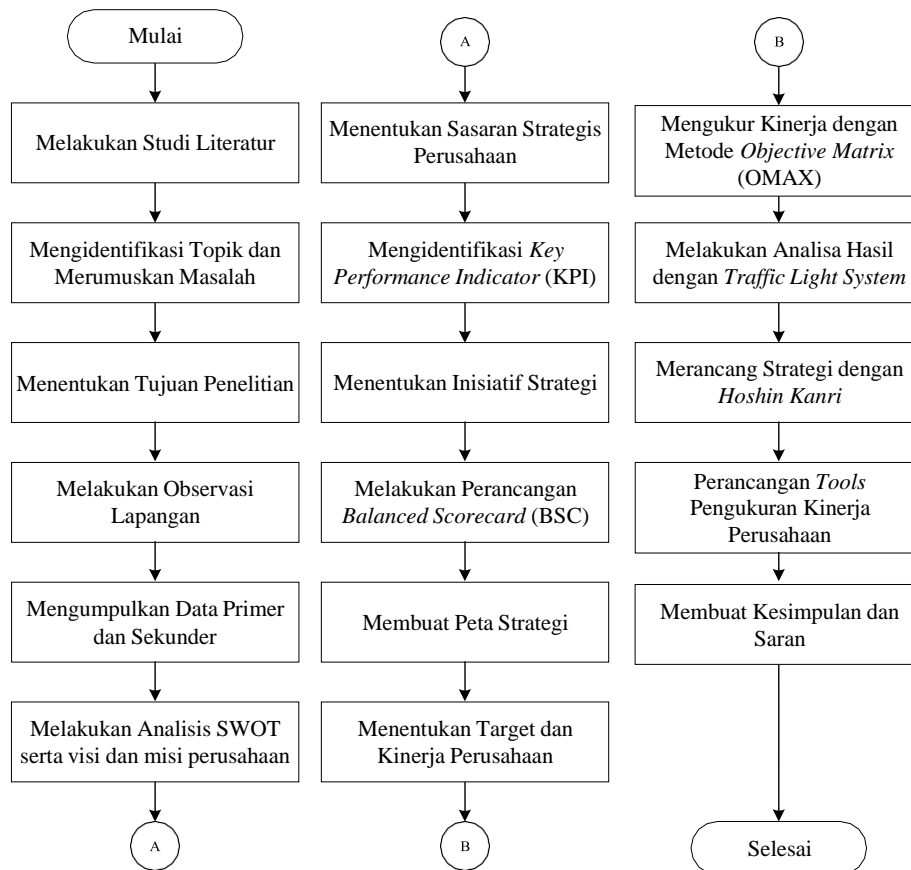 Mulai
Melakukan Studi Literatur
Mengidentifikasi Topik dan
Merumuskan Masalah
Menentukan Tujuan Penelitian
Melakukan Observasi
Lapangan
Mengumpulkan Data Primer
dan Sekunder
Melakukan Analisis SWOT
serta visi dan misi perusahaan
A
A
Menentukan Sasaran Strategis
Perusahaan
Mengidentifikasi Key
Performance Indicator (KPI)
Menentukan Inisiatif Strategi
Melakukan Perancangan
Balanced Scorecard (BSC)
Membuat Peta Strategi
Menentukan Target dan
Kinerja Perusahaan
B
B
Mengukur Kinerja dengan
Metode Objective Matrix
(OMAX)
Melakukan Analisa Hasil
dengan Traffic Light System
Merancang Strategi dengan
Hoshin Kanri
Perancangan Tools
Pengukuran Kinerja
Perusahaan
Membuat Kesimpulan dan
Saran
Selesai